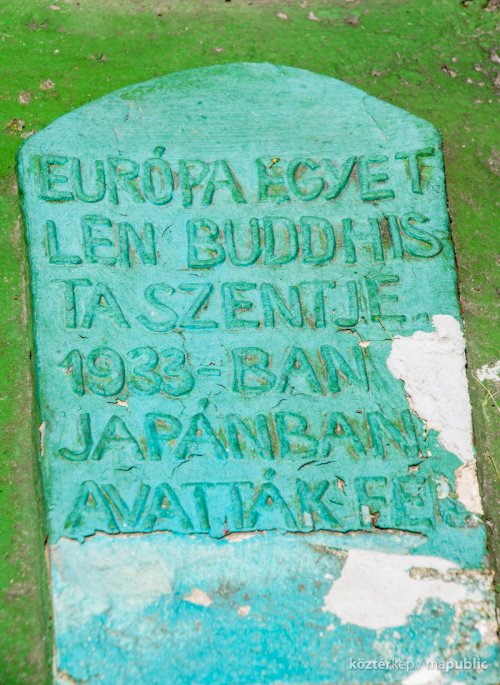 EURÓPA EGYET
LEN BUDDHIS
TA SZENTJE.
1933-BAN
JAPÁNBAN
AVATTÁK FEL
köztérkép / mapublic